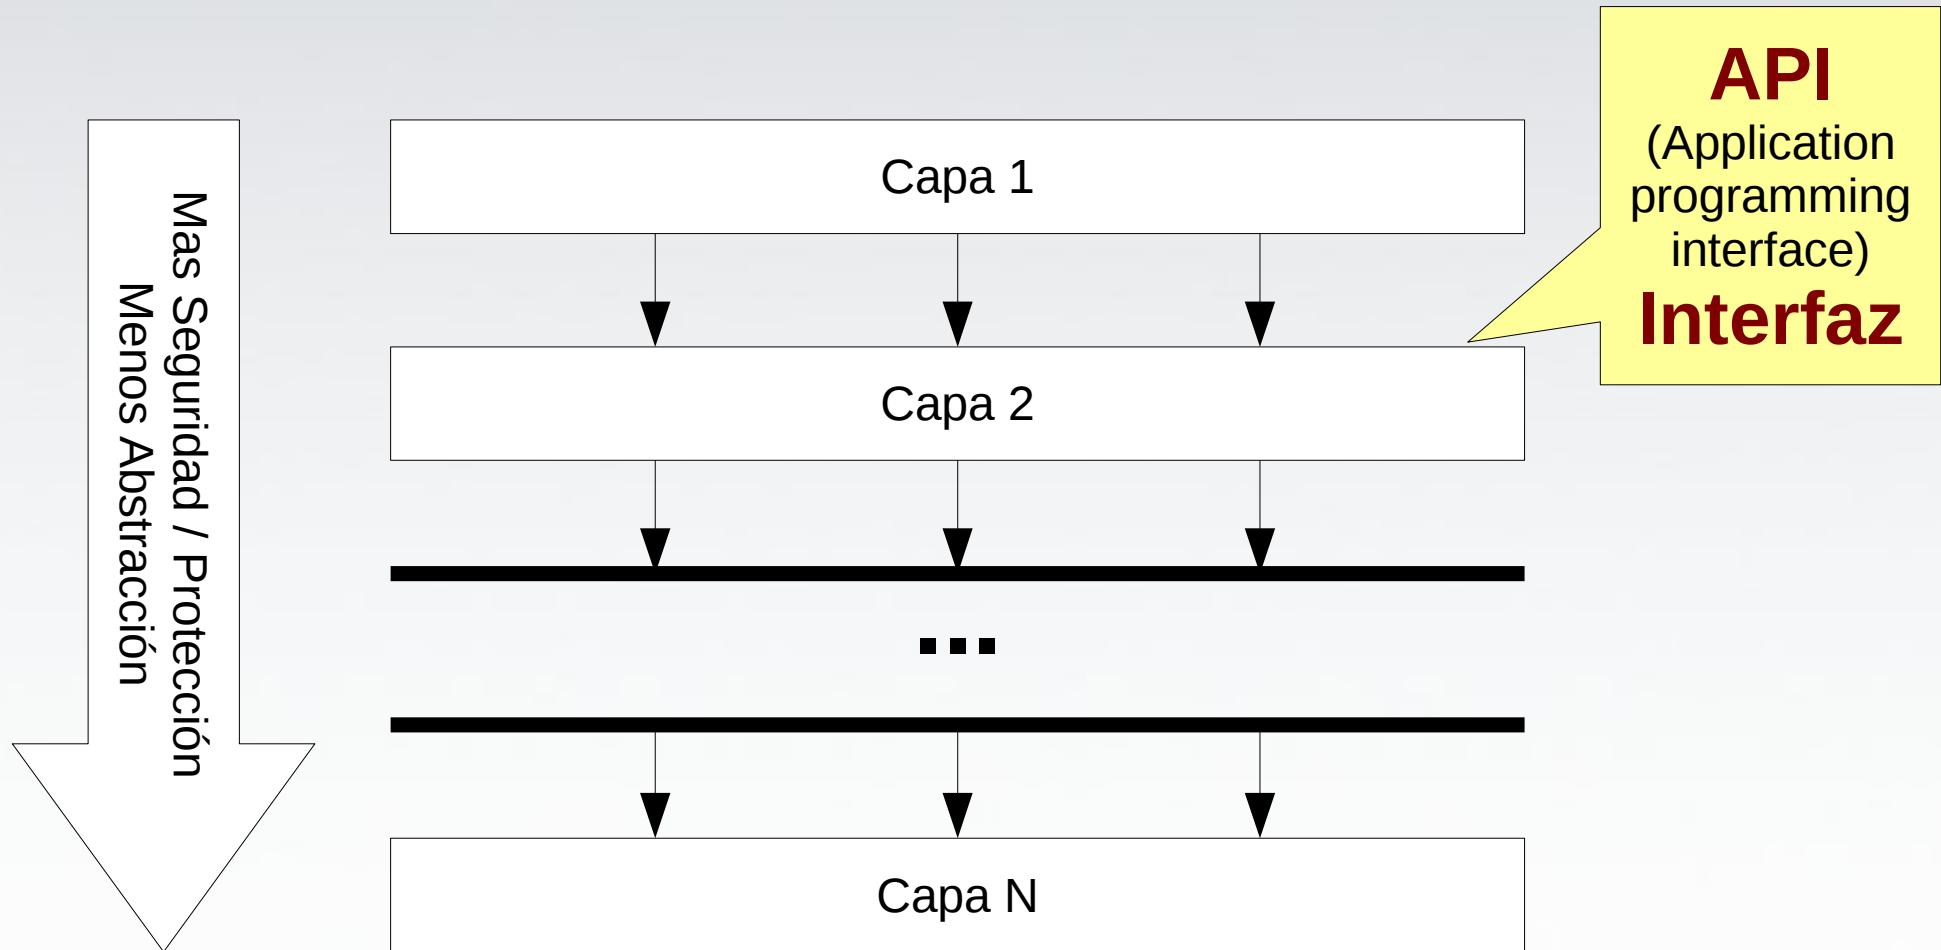 Mas Seguridad / Protección
Menos Abstracción
Capa 1
Capa 2
...
Capa N
API
(Application
programming
interface)
Interfaz